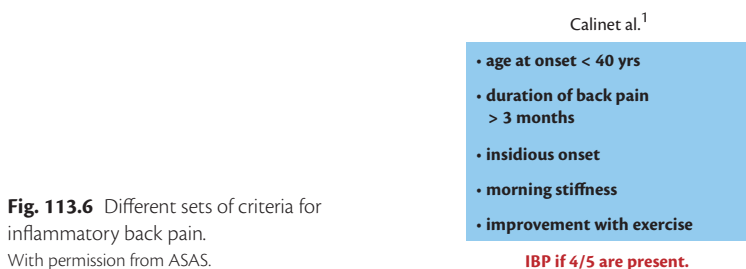 Calinet al.1
• age at onset < 40 yrs
• duration of back pain
> 3 months
• insidious onset
• morning stiffness
• improvement with exercise
IBP if 4/5 are present.
Fig. 113.6 Different sets of criteria for
inflammatory back pain.
With permission from ASAS.